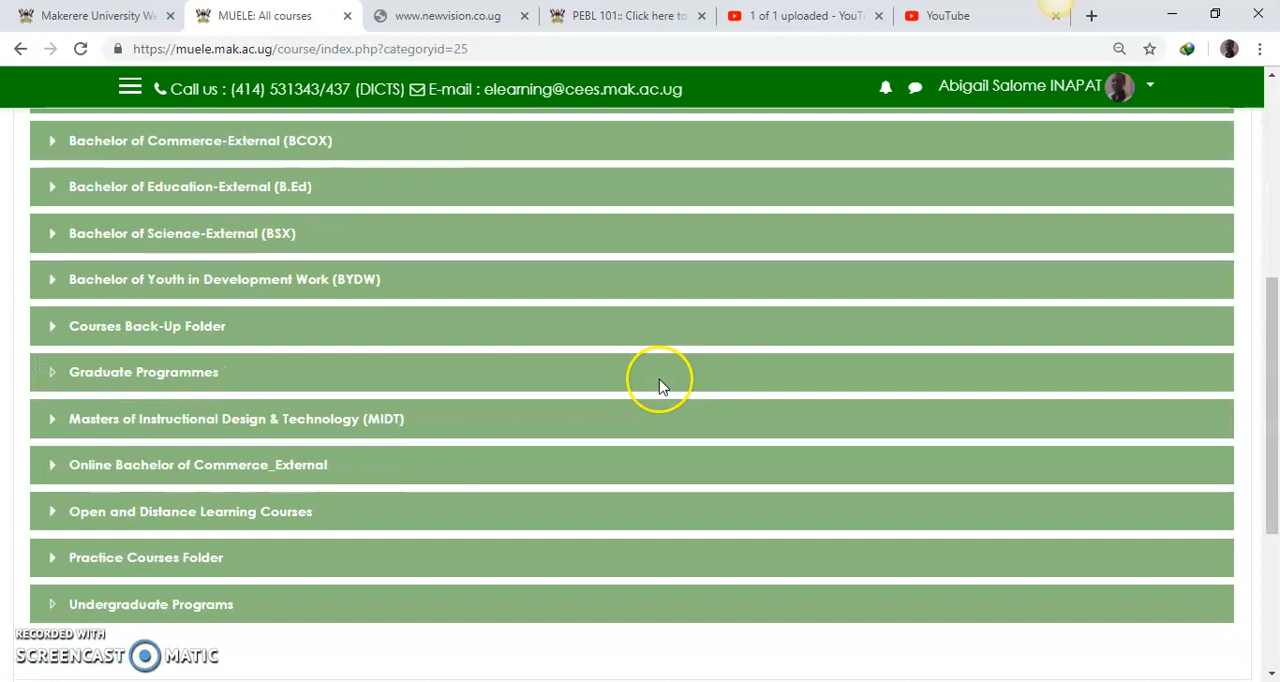 Makerere University We
MUELE: All courses
www.newvision.co.ug
PEBL 101:: Click here to
1 of 1 uploaded - YouT
YouTube
https://muele.mak.ac.ug/course/index.php?categoryid=25
Call us : (414) 531343/437 (DICTS) E-mail : elearning@cees.mak.ac.ug
Abigail Salome INAPAT
Bachelor of Commerce-External (BCOX)
Bachelor of Education-External (B.Ed)
Bachelor of Science-External (BSX)
Bachelor of Youth in Development Work (BYDW)
Courses Back-Up Folder
Graduate Programmes
Masters of Instructional Design & Technology (MIDT)
Online Bachelor of Commerce_External
Open and Distance Learning Courses
Practice Courses Folder
Undergraduate Programs
RECORDED WITH
SCREENCAST MATIC